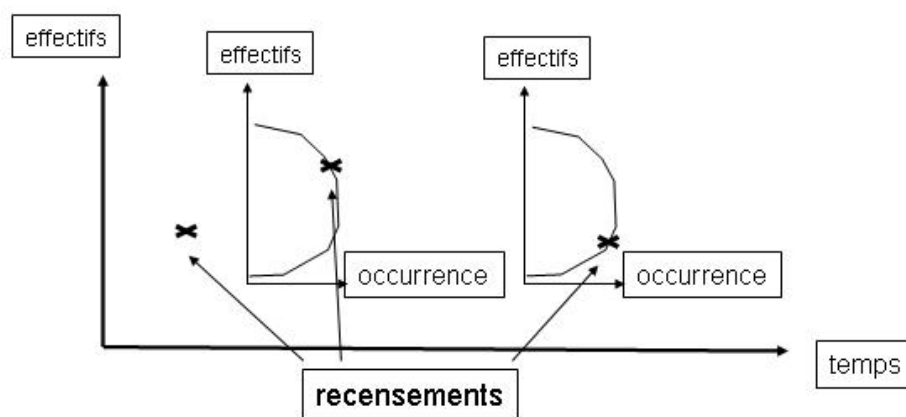 effectifs
effectifs
effectifs
occurrence
occurrence
temps
recensements